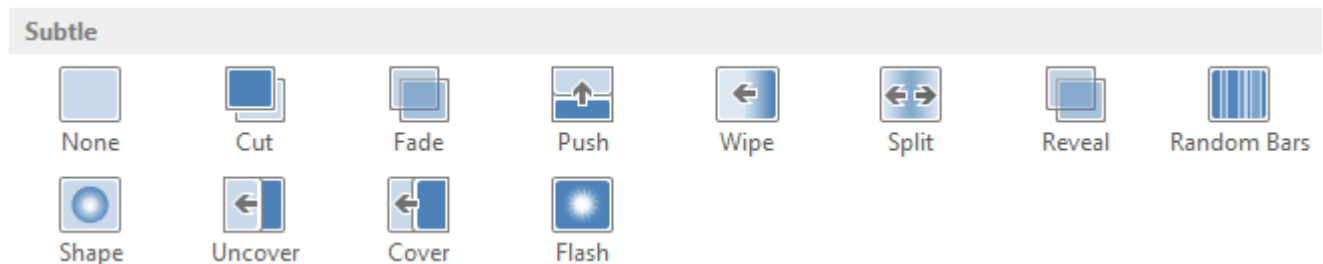 Subtle
None Cut Fade Push Wipe Split Reveal Random Bars
Shape Uncover Cover Flash